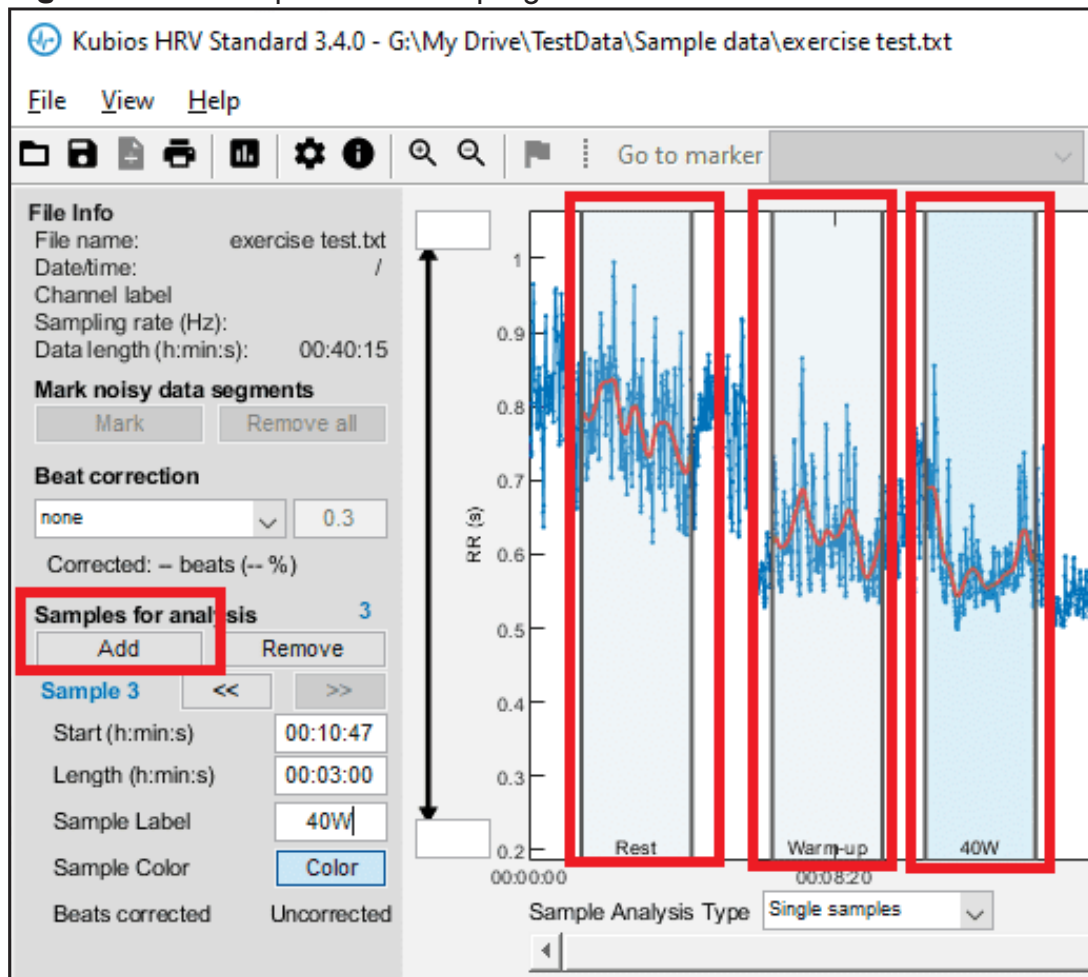 Kubios HRV Standard 3.4.0 - G:\My Drive\TestData\Sample data\exercise test.txt
File View Help
Go to marker
File Info
File name: exercise test.txt
Date/time: /
Channel label
Sampling rate (Hz):
Data length (h:min:s): 00:40:15
Mark noisy data segments
Mark Remove all
Beat correction
none 0.3
Corrected: -- beats (-- %)
Samples for analysis 3
Add Remove
Sample 3 << >>
Start (h:min:s) 00:10:47
Length (h:min:s) 00:03:00
Sample Label 40W
Sample Color Color
Beats corrected Uncorrected
RR (s)
1
0.9
0.8
0.7
0.6
0.5
0.4
0.3
0.2
Rest Warm-up 40W
00:00:00 00:08:20
Sample Analysis Type Single samples